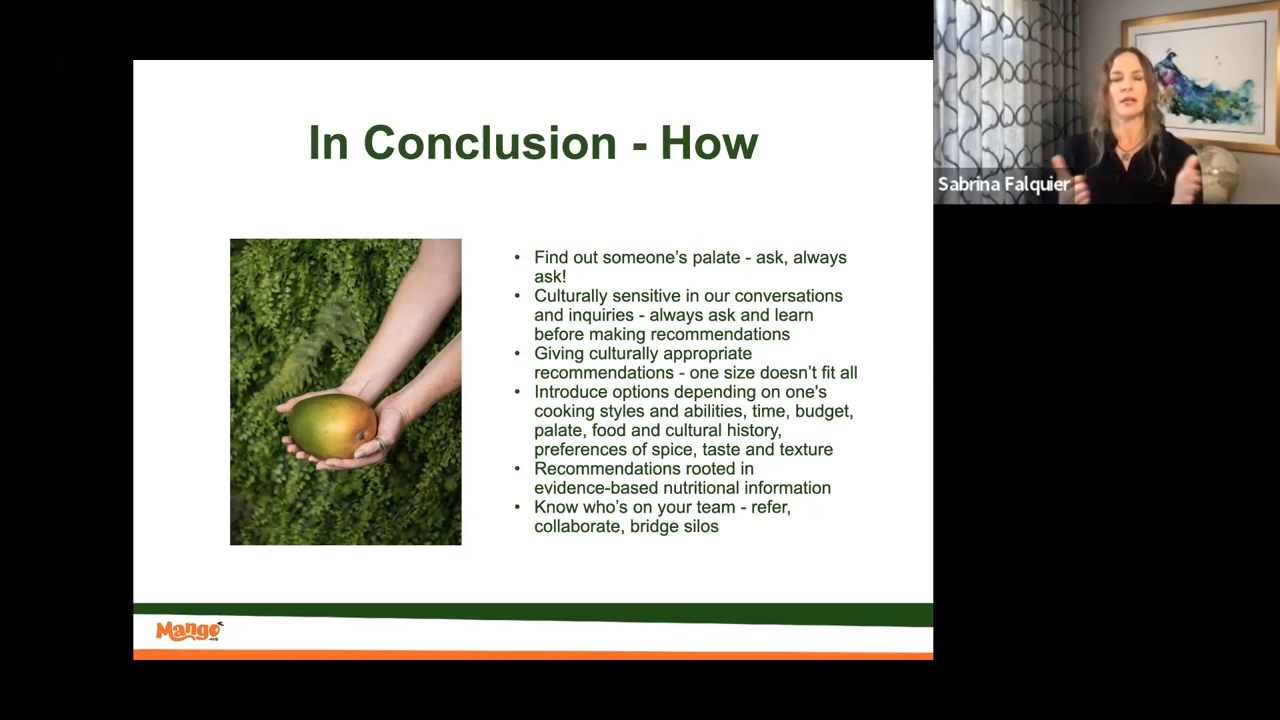 In Conclusion - How
• Find out someone's palate - ask, always
ask!
• Culturally sensitive in our conversations
and inquiries - always ask and learn
before making recommendations
• Giving culturally appropriate
recommendations - one size doesn't fit all
• Introduce options depending on one's
cooking styles and abilities, time, budget,
palate, food and cultural history,
preferences of spice, taste and texture
• Recommendations rooted in
evidence-based nutritional information
• Know who's on your team - refer,
collaborate, bridge silos
Mango
.org
Sabrina Falquier